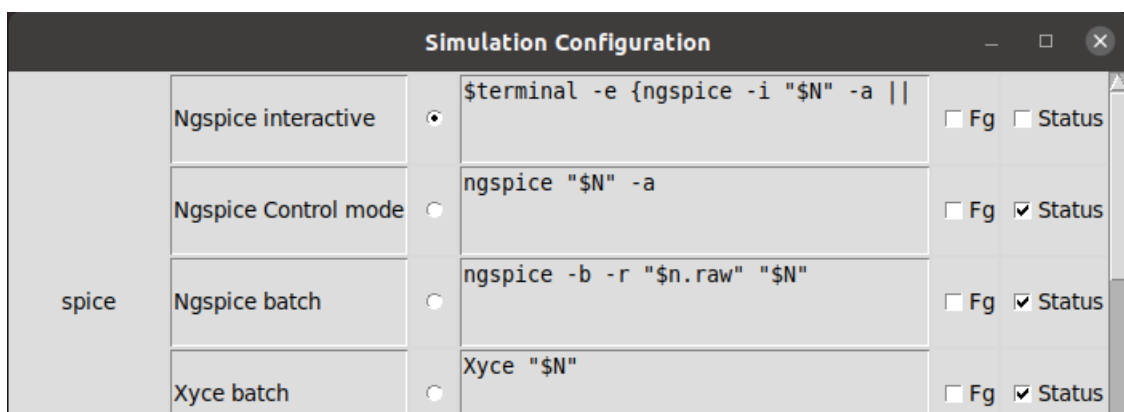 Simulation Configuration
Ngspice interactive
$terminal -e {ngspice -i "$N" -a ||
Fg
Status
Ngspice Control mode
ngspice "$N" -a
Fg
Status
spice
Ngspice batch
ngspice -b -r "$n.raw" "$N"
Fg
Status
Xyce batch
Xyce "$N"
Fg
Status